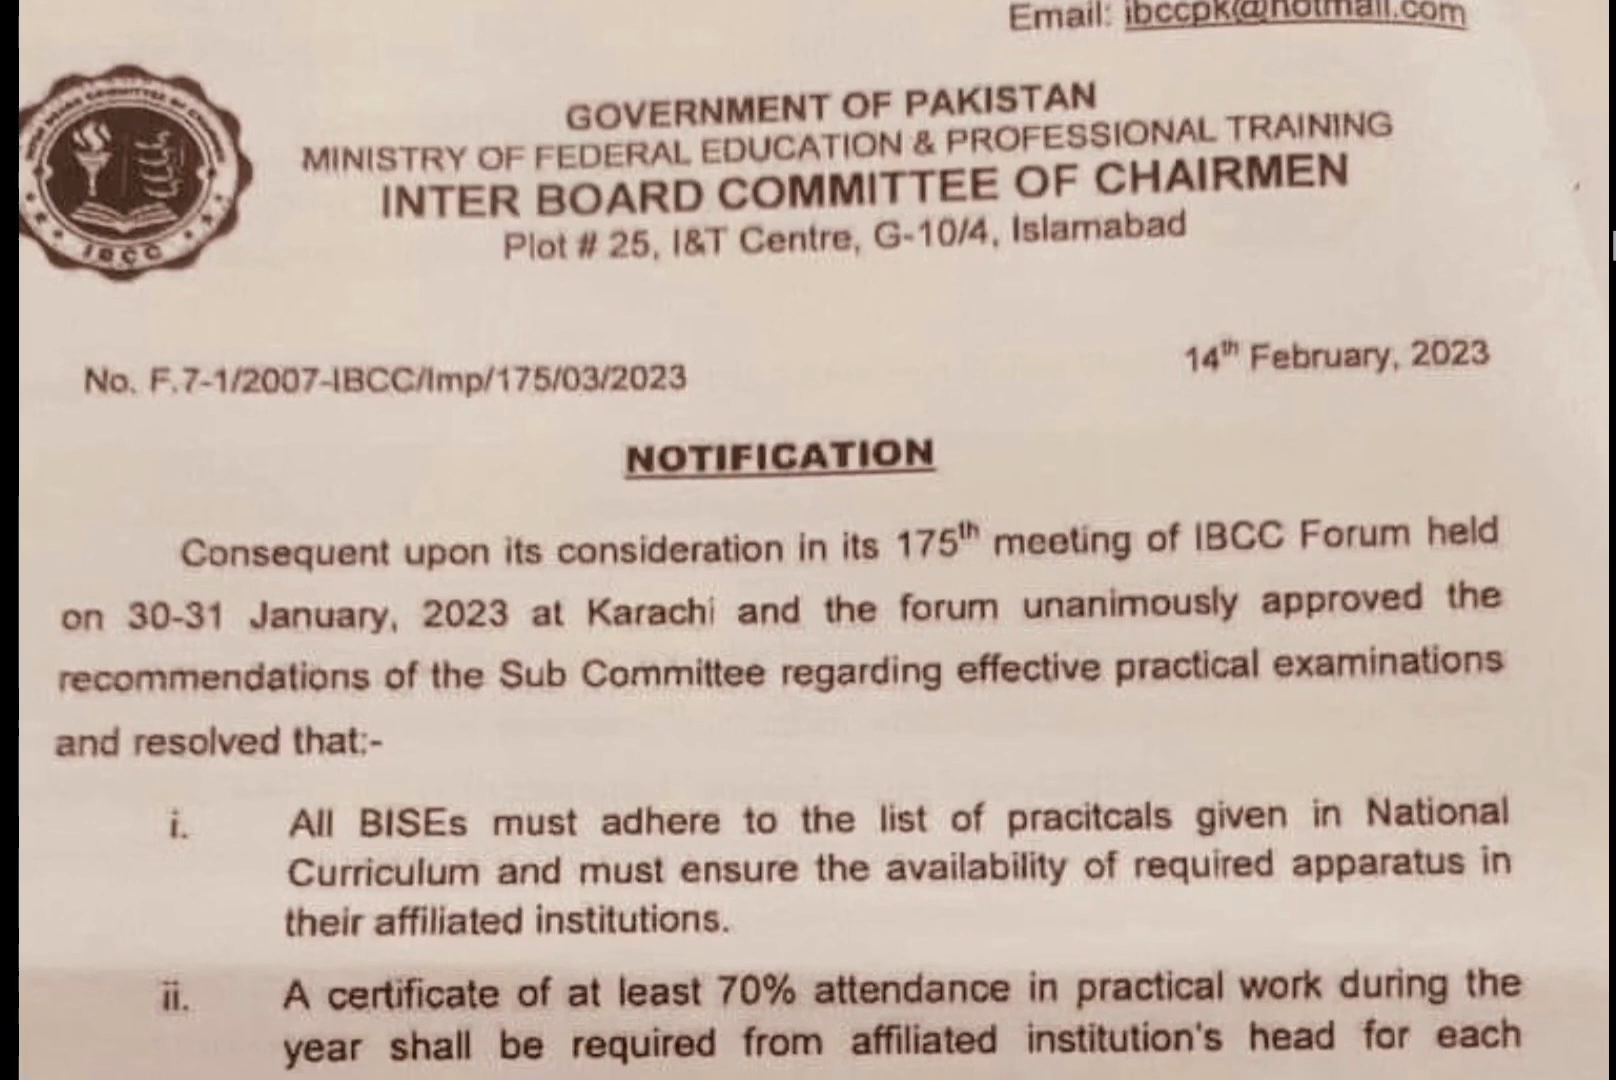 Email: ibccpk@hotmail.com
GOVERNMENT OF PAKISTAN
MINISTRY OF FEDERAL EDUCATION & PROFESSIONAL TRAINING
INTER BOARD COMMITTEE OF CHAIRMEN
Plot # 25, I&T Centre, G-10/4, Islamabad
INTER BOARD COMMITTEE OF CHAIRMEN
IBCC
No. F.7-1/2007-IBCC/Imp/175/03/2023
14th February, 2023
NOTIFICATION
Consequent upon its consideration in its 175th meeting of IBCC Forum held
on 30-31 January, 2023 at Karachi and the forum unanimously approved the
recommendations of the Sub Committee regarding effective practical examinations
and resolved that:-
i. All BISEs must adhere to the list of pracitcals given in National
Curriculum and must ensure the availability of required apparatus in
their affiliated institutions.
ii. A certificate of at least 70% attendance in practical work during the
year shall be required from affiliated institution's head for each